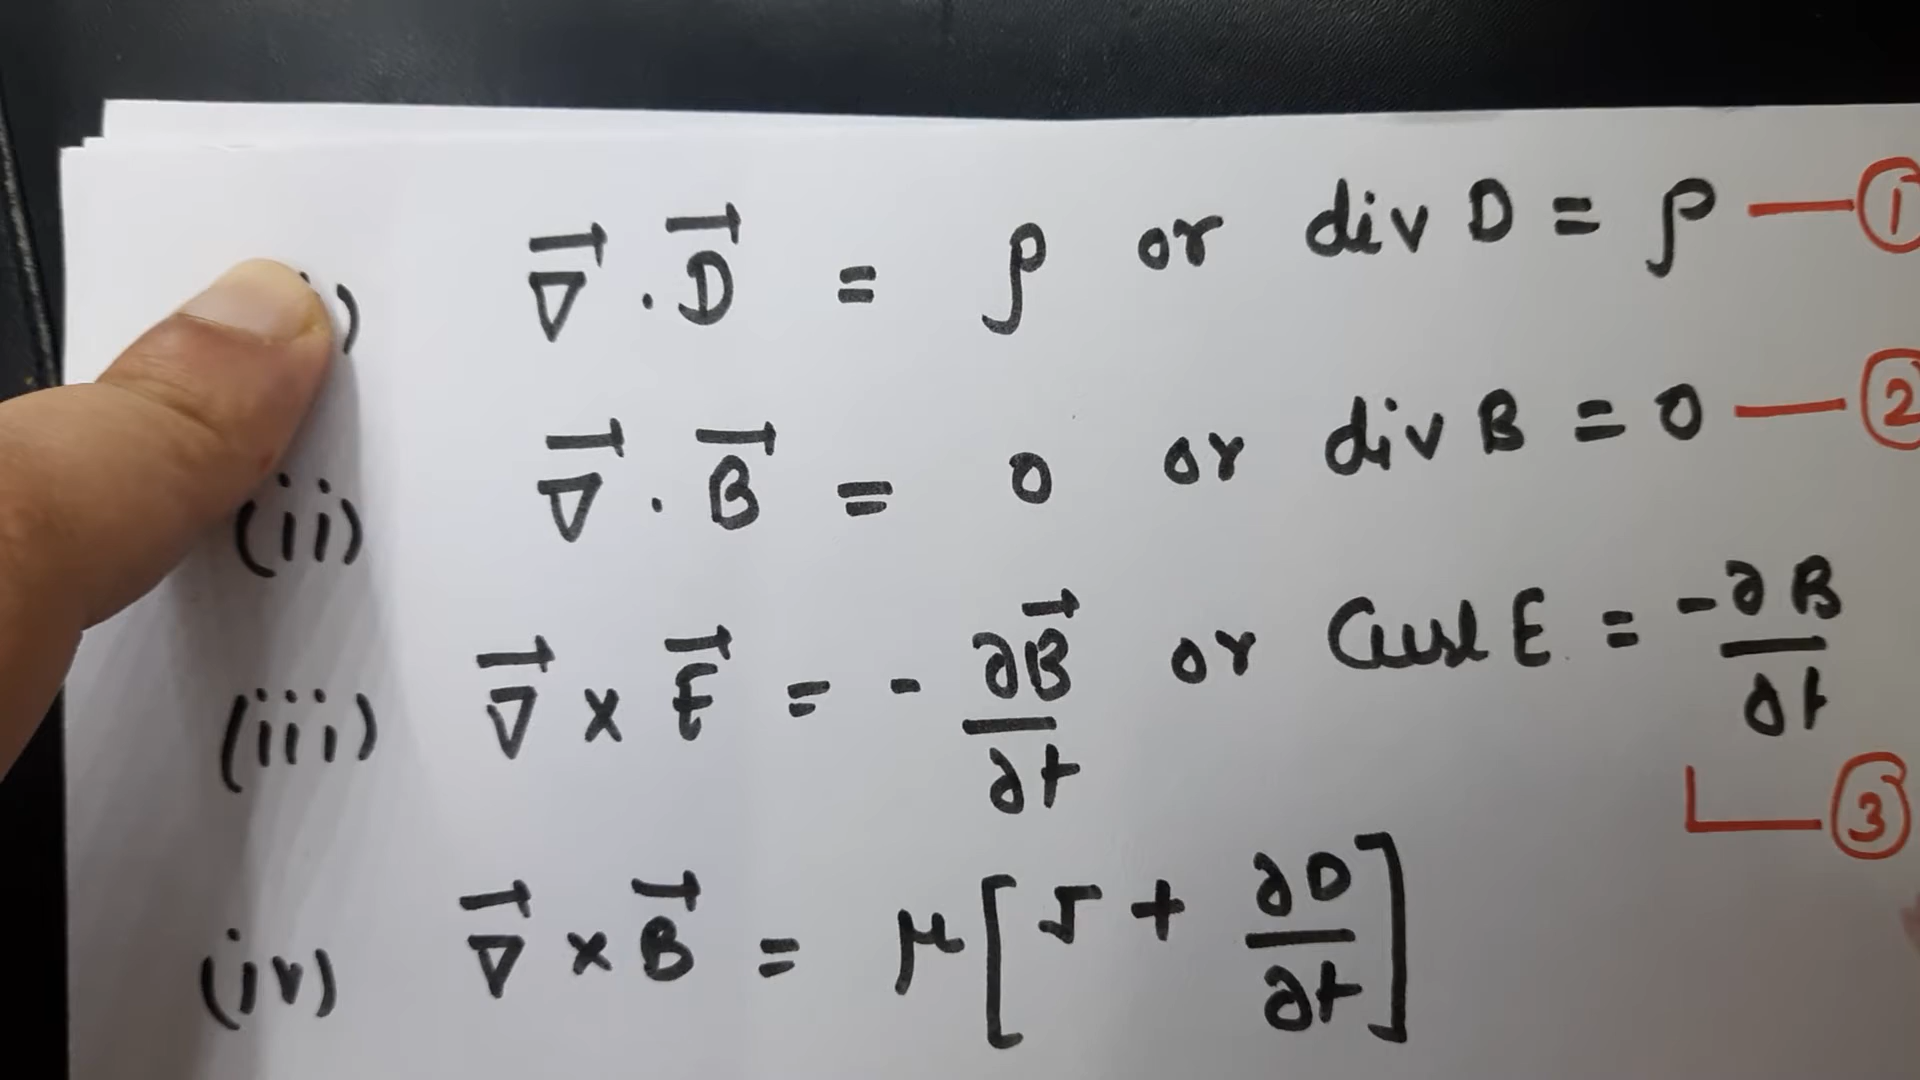 i) ∇⃗ . D⃗ = ρ or div D = ρ — ①
(ii) ∇⃗ . B⃗ = 0 or div B = 0 — ②
(iii) ∇⃗ × E⃗ = - ∂B⃗/∂t or Curl E = -∂B/∂t
③
(iv) ∇⃗ × B⃗ = μ[J + ∂D/∂t]